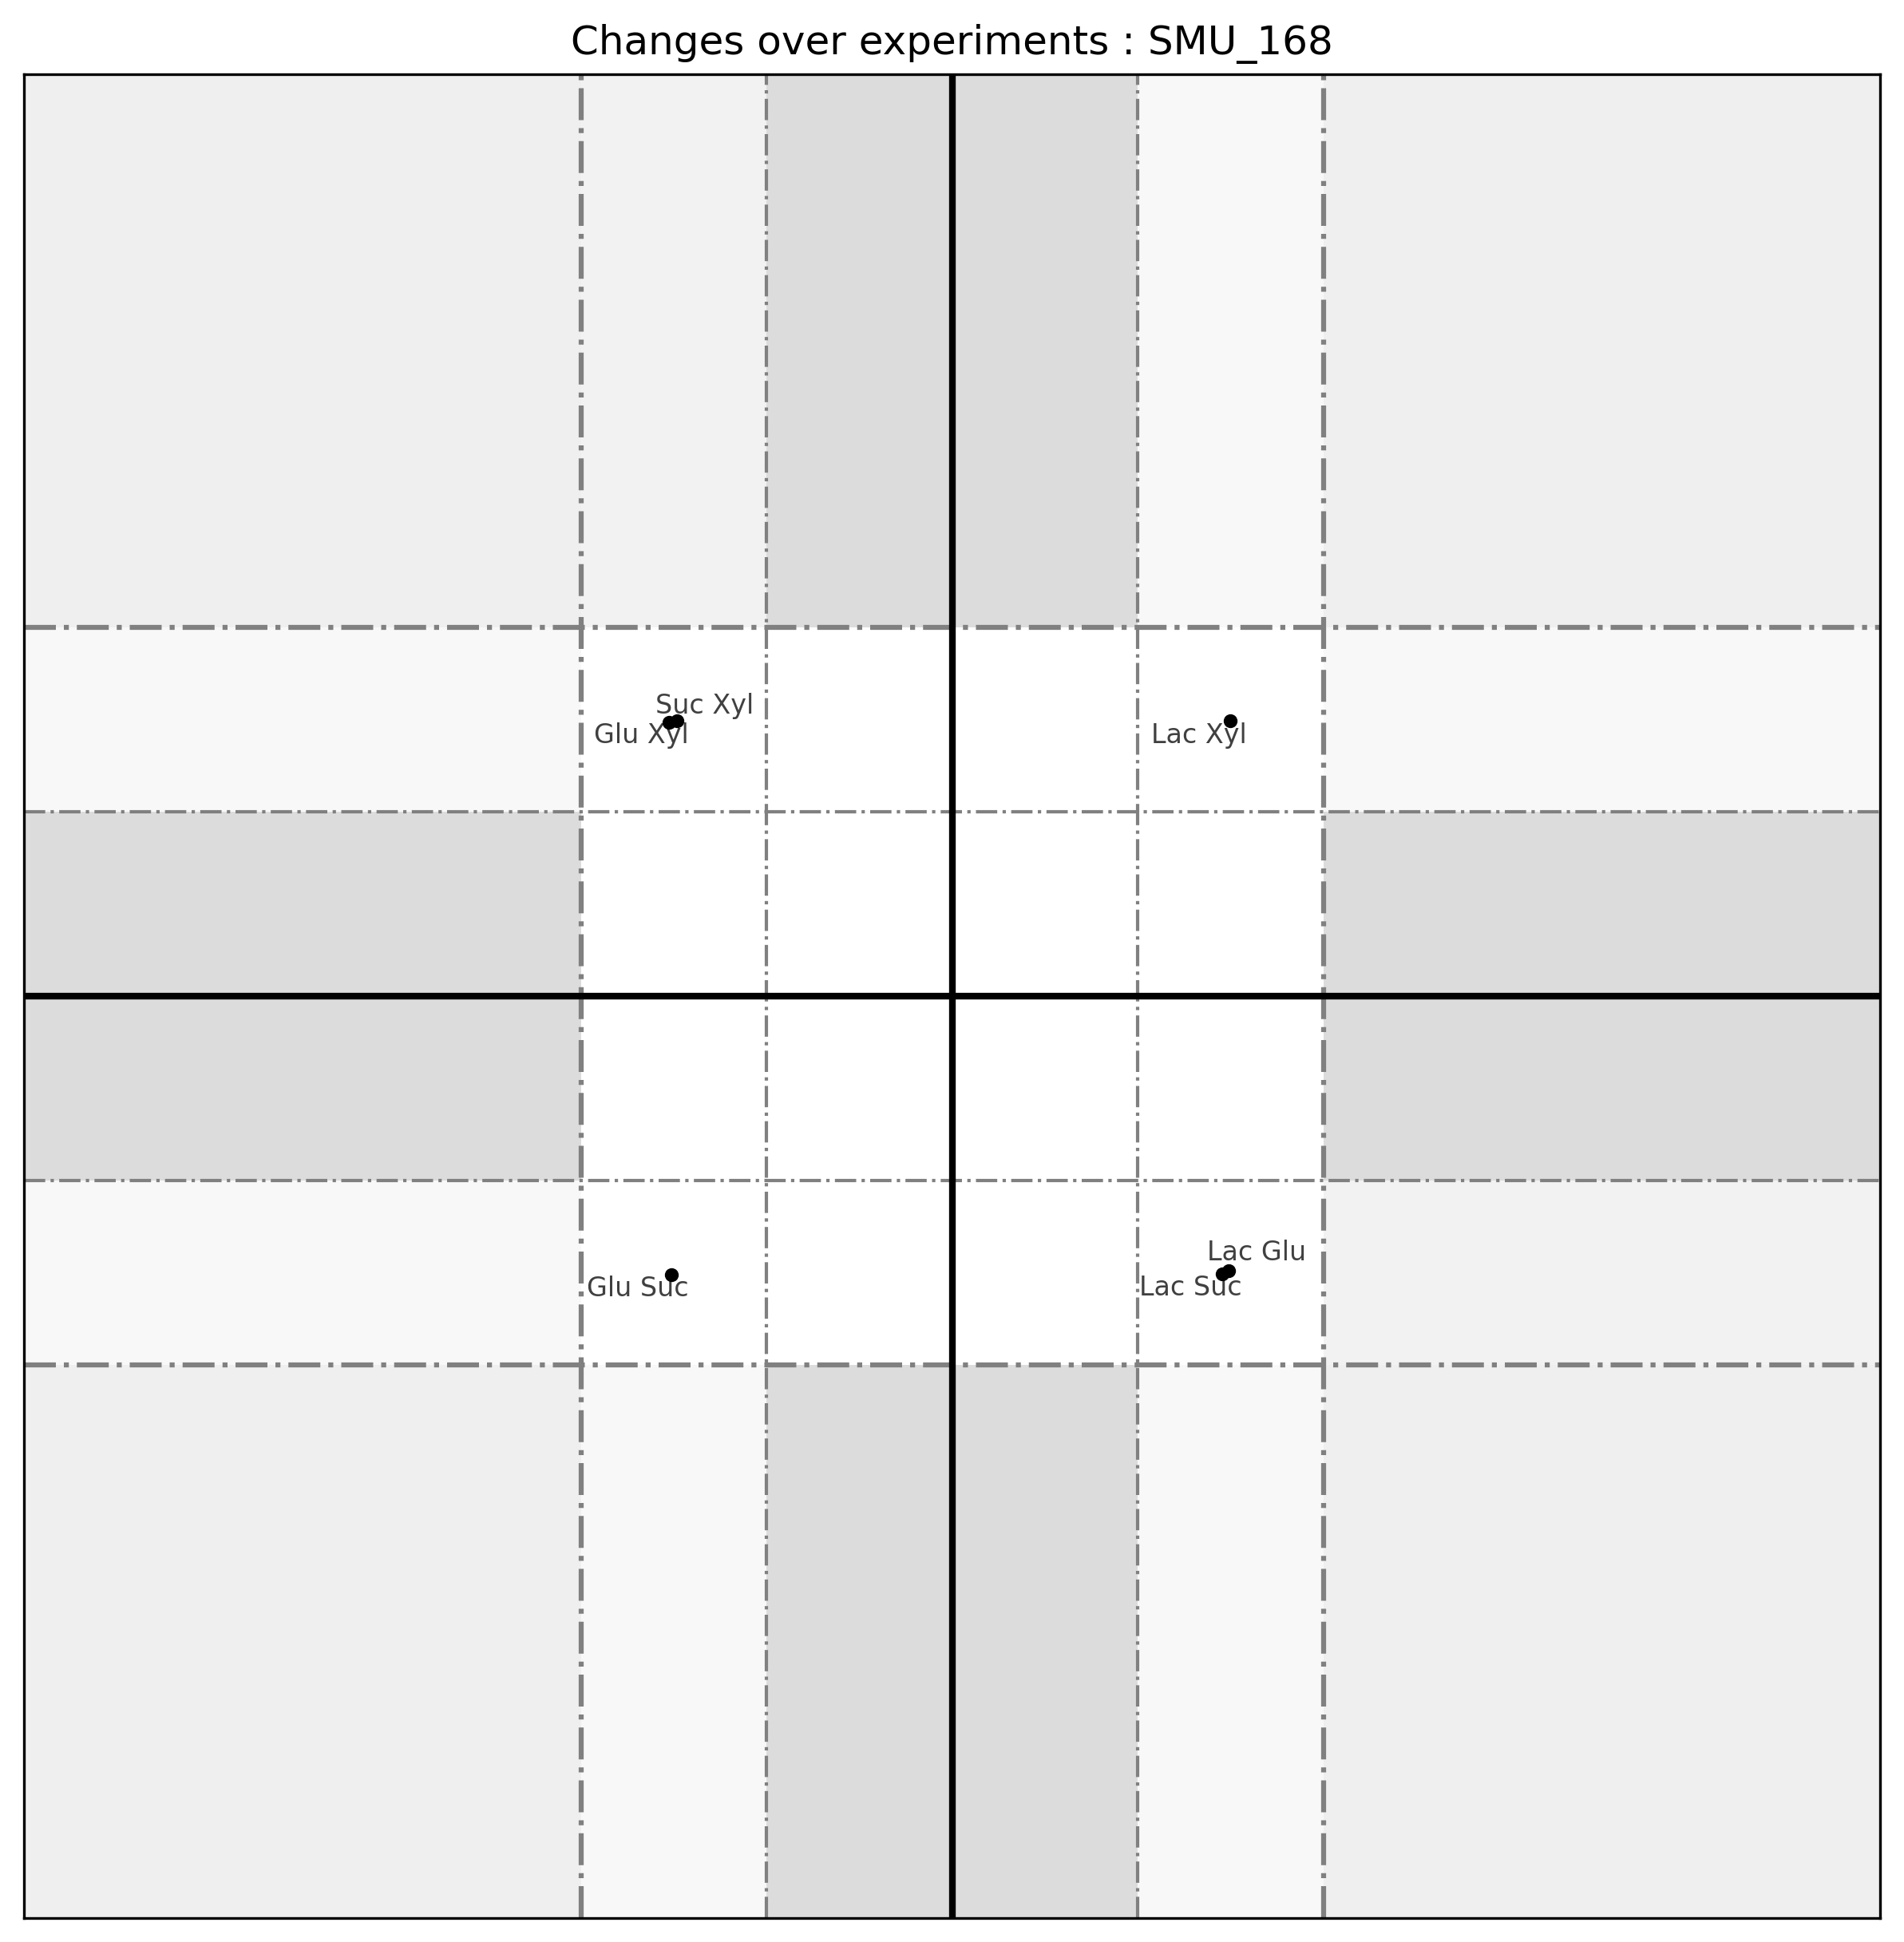 Changes over experiments : SMU_168
Suc Xyl
Glu Xyl
Lac Xyl
Lac Glu
Glu Suc
Lac Suc